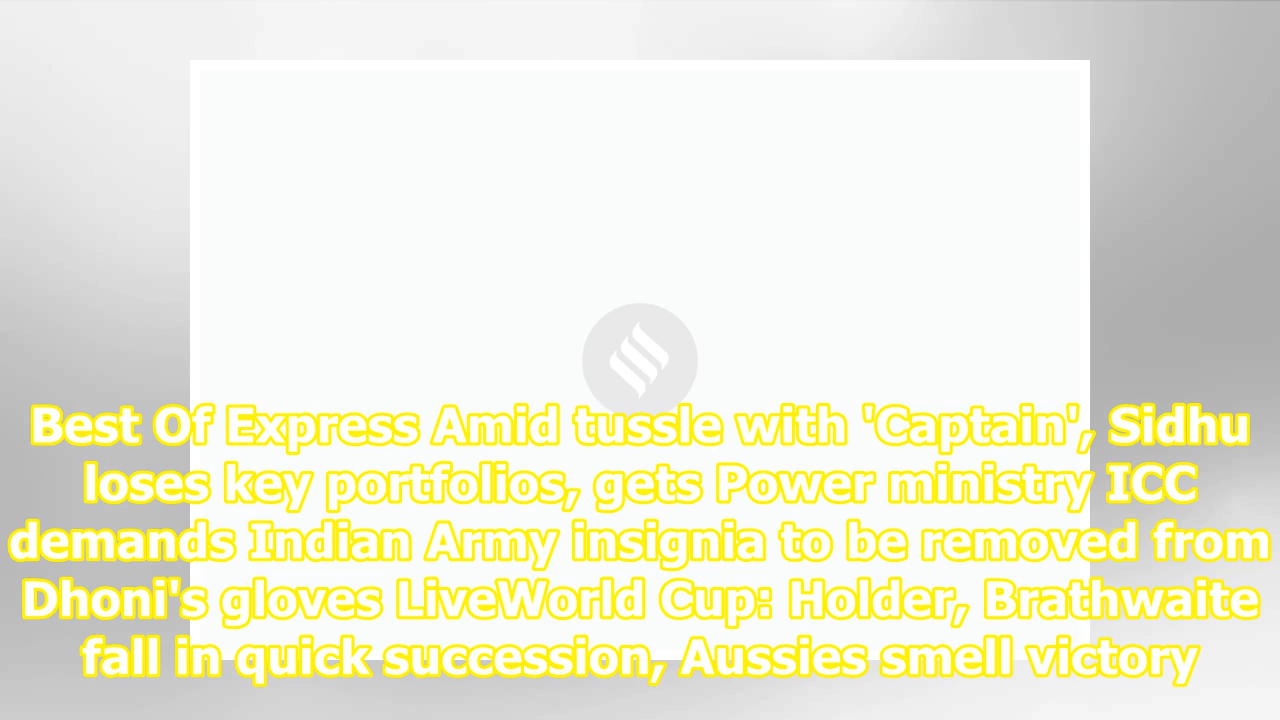 Best Of Express Amid tussle with 'Captain', Sidhu
loses key portfolios, gets Power ministry ICC
demands Indian Army insignia to be removed from
Dhoni's gloves LiveWorld Cup: Holder, Brathwaite
fall in quick succession, Aussies smell victory